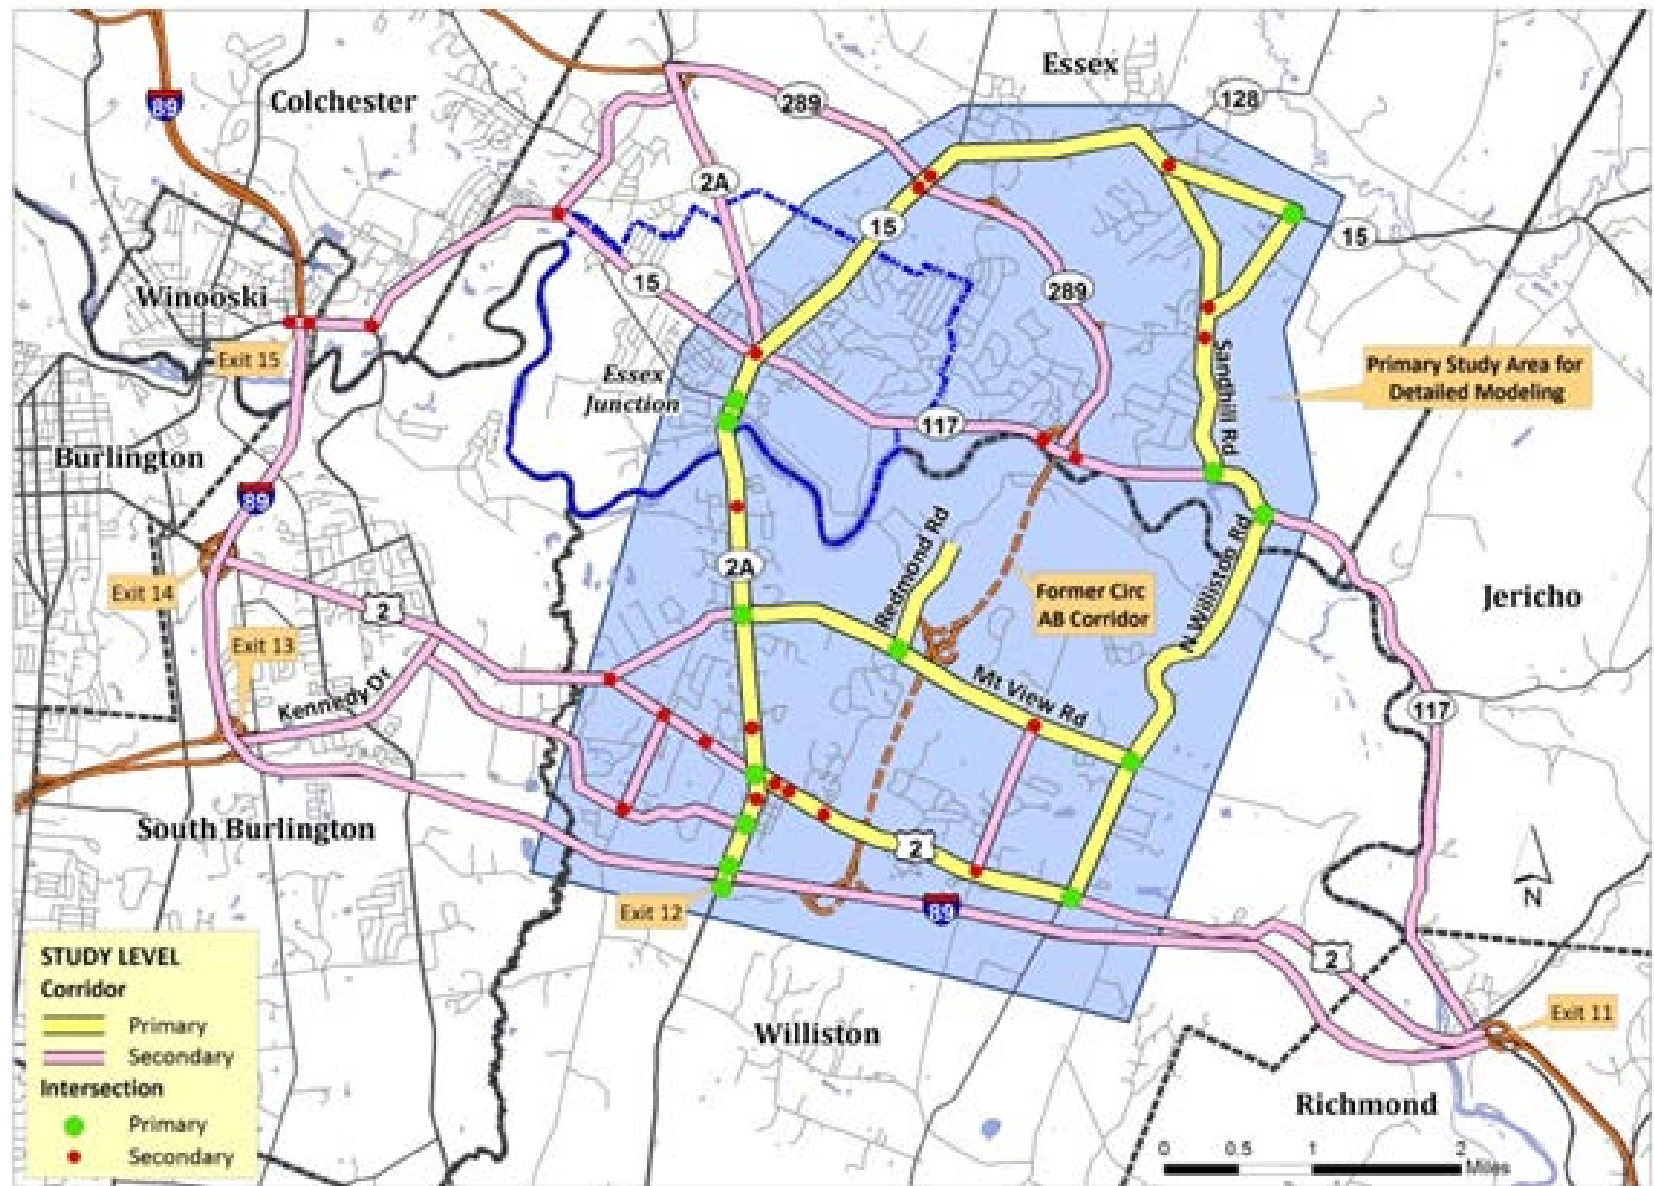 Essex
89
Colchester
289
128
2A
15
15
Winooski
15
289
Exit 15
Primary Study Area for
Detailed Modeling
Essex
Junction
Sandhill Rd
117
Burlington
89
Redmond Rd
2A
N Williston Rd
Exit 14
2
Former Circ
AB Corridor
Jericho
Exit 13
Kennedy Dr
Mt View Rd
117
South Burlington
2
Exit 12
89
N
2
STUDY LEVEL
Corridor
Primary
Secondary
Intersection
Primary
Secondary
Williston
Exit 11
Richmond
0 0.5 1 2
Miles